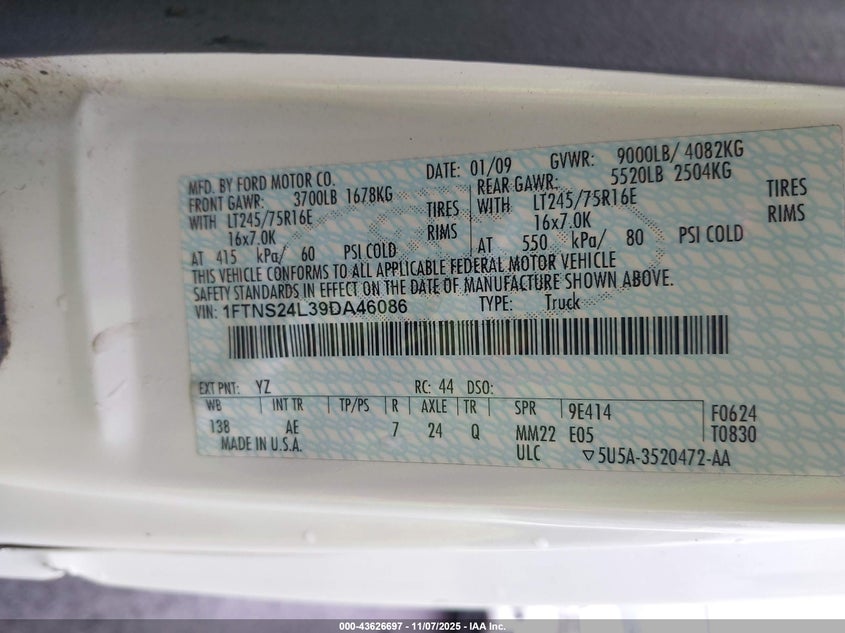 MFD. BY FORD MOTOR CO. DATE: 01/09 GVWR: 9000LB/ 4082KG
FRONT GAWR: 3700LB 1678KG REAR GAWR: 5520LB 2504KG
WITH LT245/75R16E TIRES WITH LT245/75R16E TIRES
16x7.0K RIMS 16x7.0K RIMS
AT 415 kPa/ 60 PSI COLD AT 550 kPa/ 80 PSI COLD
THIS VEHICLE CONFORMS TO ALL APPLICABLE FEDERAL MOTOR VEHICLE
SAFETY STANDARDS IN EFFECT ON THE DATE OF MANUFACTURE SHOWN ABOVE.
VIN: 1FTNS24L39DA46086 TYPE: Truck
EXT PNT: YZ RC: 44 DSO:
WB INT TR TP/PS R AXLE TR SPR 9E414 F0624
138 AE 7 24 Q MM22 E05 T0830
MADE IN U.S.A. ULC ▽5U5A-3520472-AA
000-43626697 - 11/07/2025 - IAA Inc.